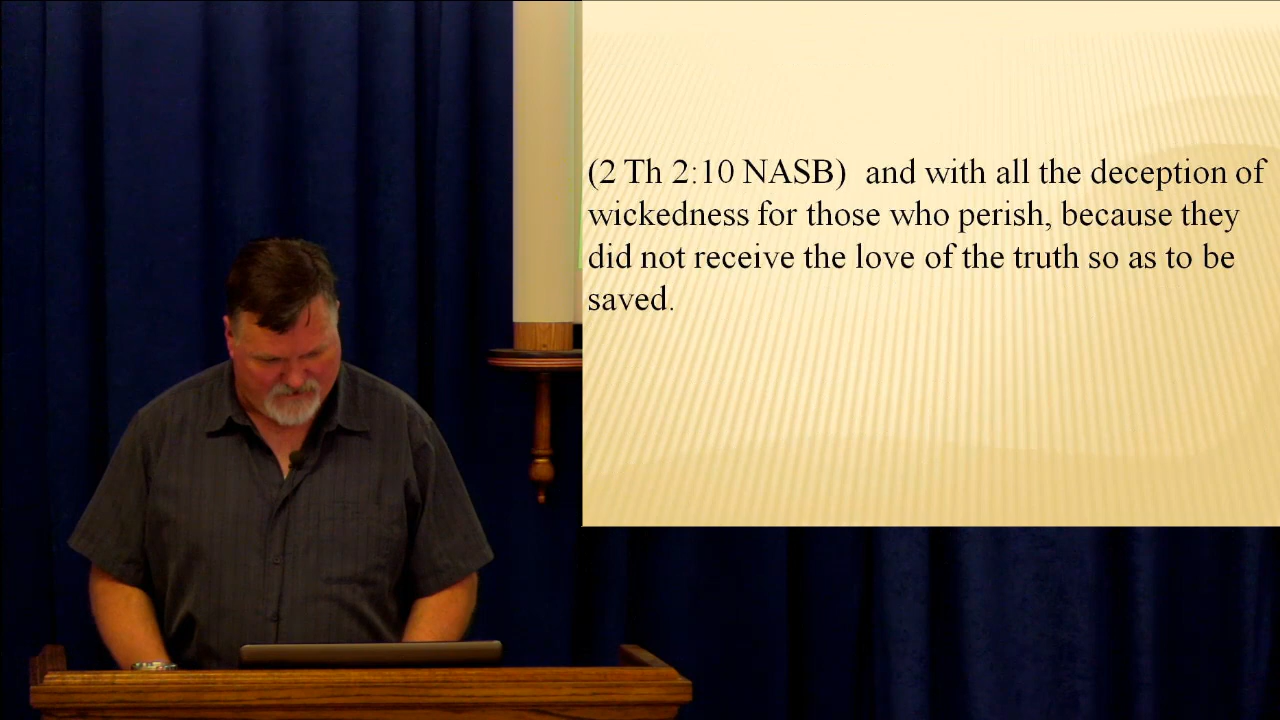 (2 Th 2:10 NASB)  and with all the deception of
wickedness for those who perish, because they
did not receive the love of the truth so as to be
saved.